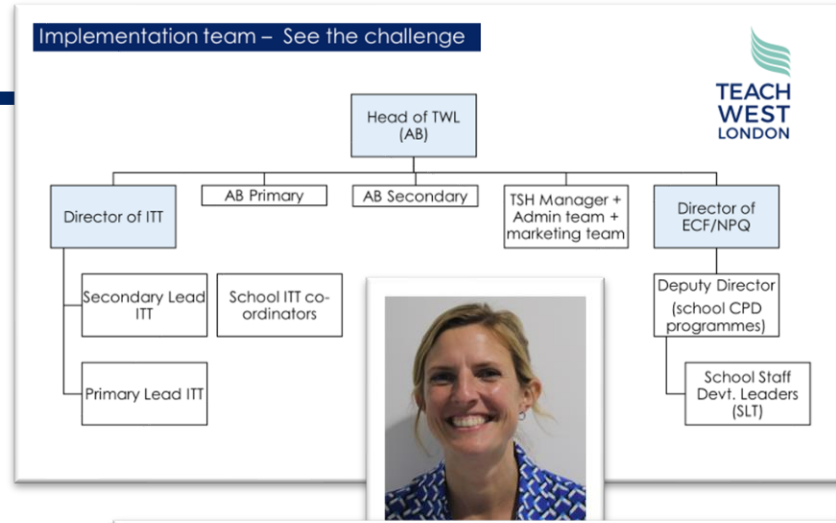 Implementation team – See the challenge
TEACH
WEST
LONDON
Head of TWL
(AB)
Director of ITT
AB Primary
AB Secondary
TSH Manager +
Admin team +
marketing team
Director of
ECF/NPQ
Secondary Lead
ITT
School ITT co-
ordinators
Deputy Director
(school CPD
programmes)
Primary Lead ITT
School Staff
Devt. Leaders
(SLT)